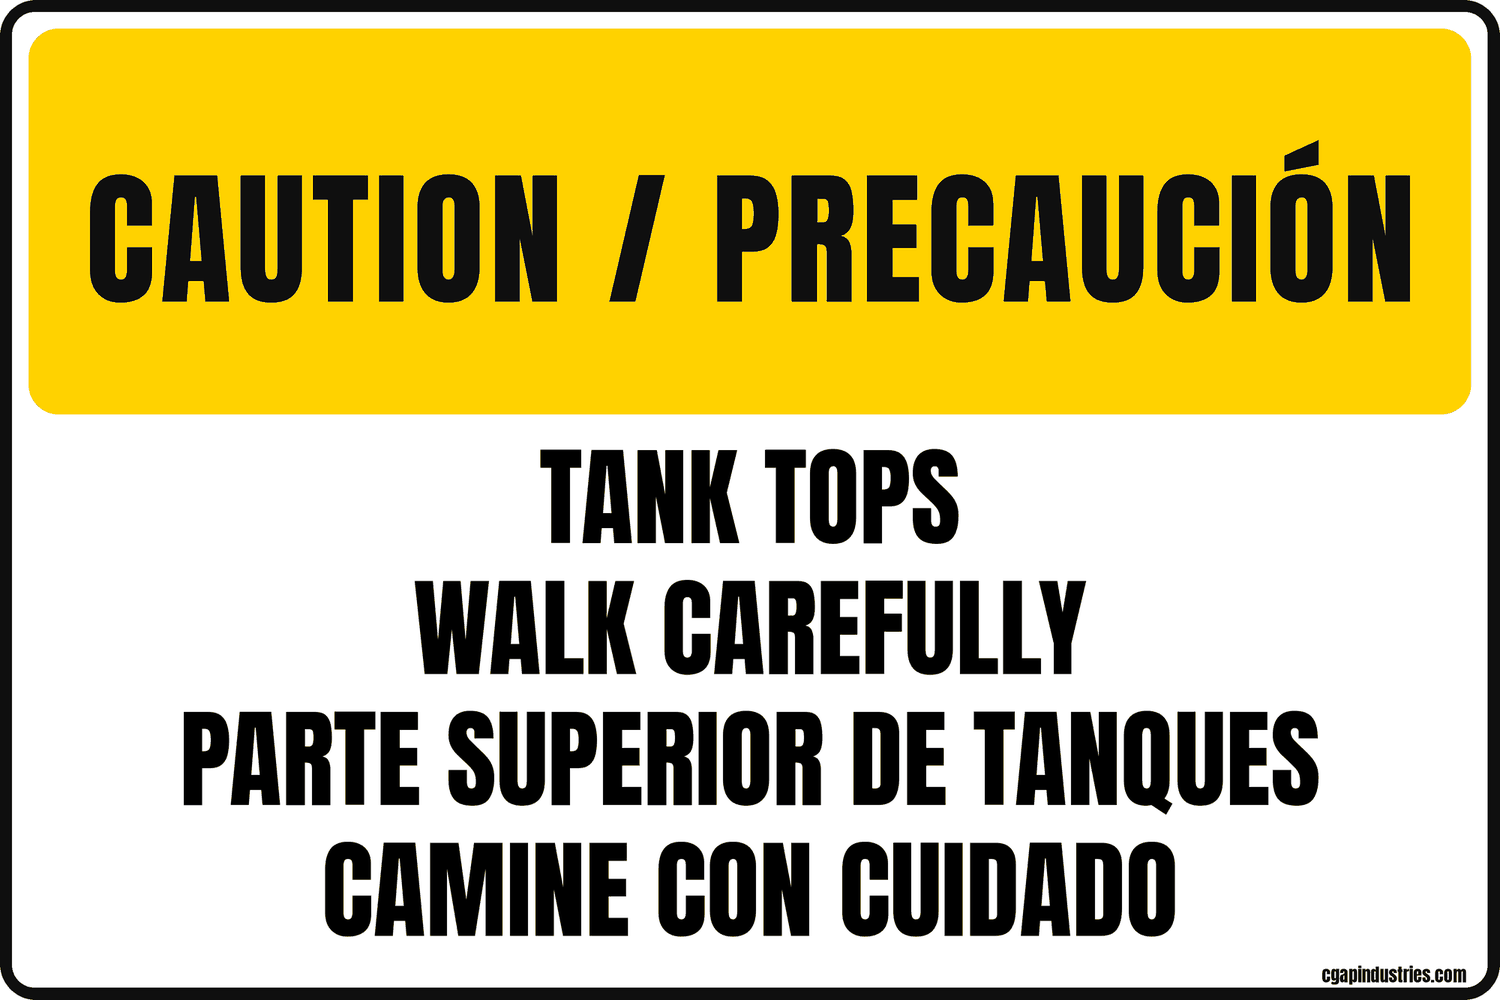 CAUTION / PRECAUCIÓN
TANK TOPS
WALK CAREFULLY
PARTE SUPERIOR DE TANQUES
CAMINE CON CUIDADO
cgapindustries.com